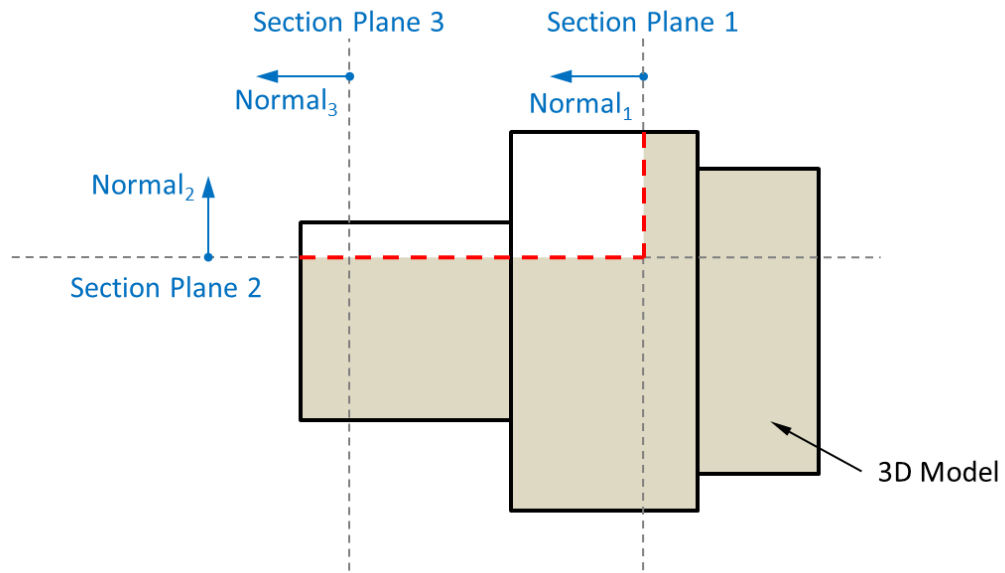 Section Plane 3
Section Plane 1
Normal₃
Normal₁
Normal₂
Section Plane 2
3D Model